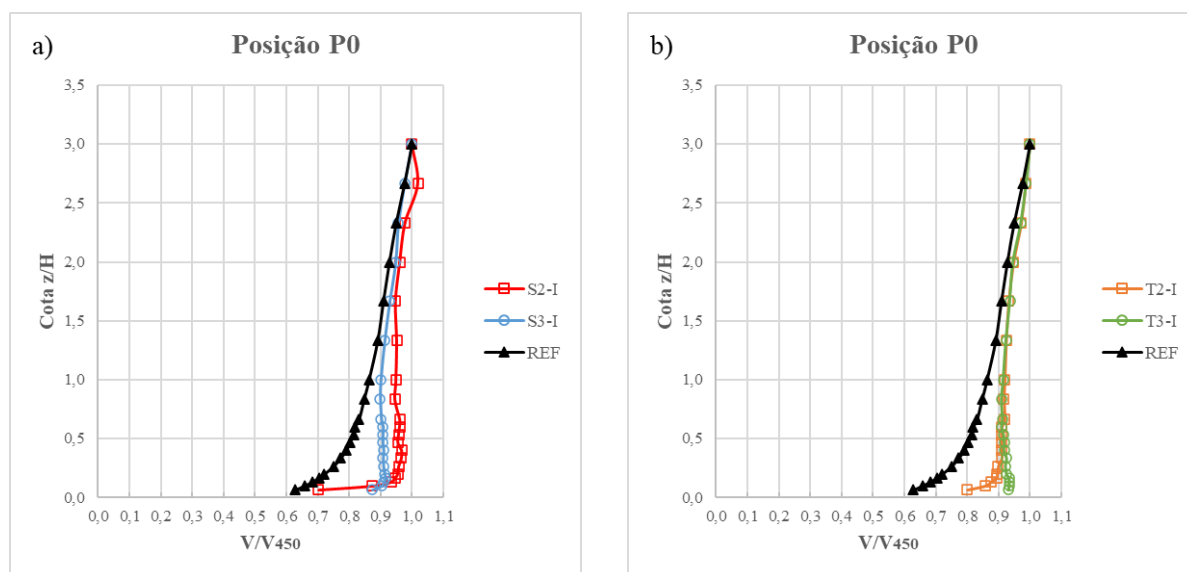 a)
Posição P0
3,5
3,0
2,5
2,0
1,5
1,0
0,5
0,0
Cota z/H
0,0 0,1 0,2 0,3 0,4 0,5 0,6 0,7 0,8 0,9 1,0 1,1
V/V450
S2-I
S3-I
REF
b)
Posição P0
3,5
3,0
2,5
2,0
1,5
1,0
0,5
0,0
Cota z/H
0,0 0,1 0,2 0,3 0,4 0,5 0,6 0,7 0,8 0,9 1,0 1,1
V/V450
T2-I
T3-I
REF